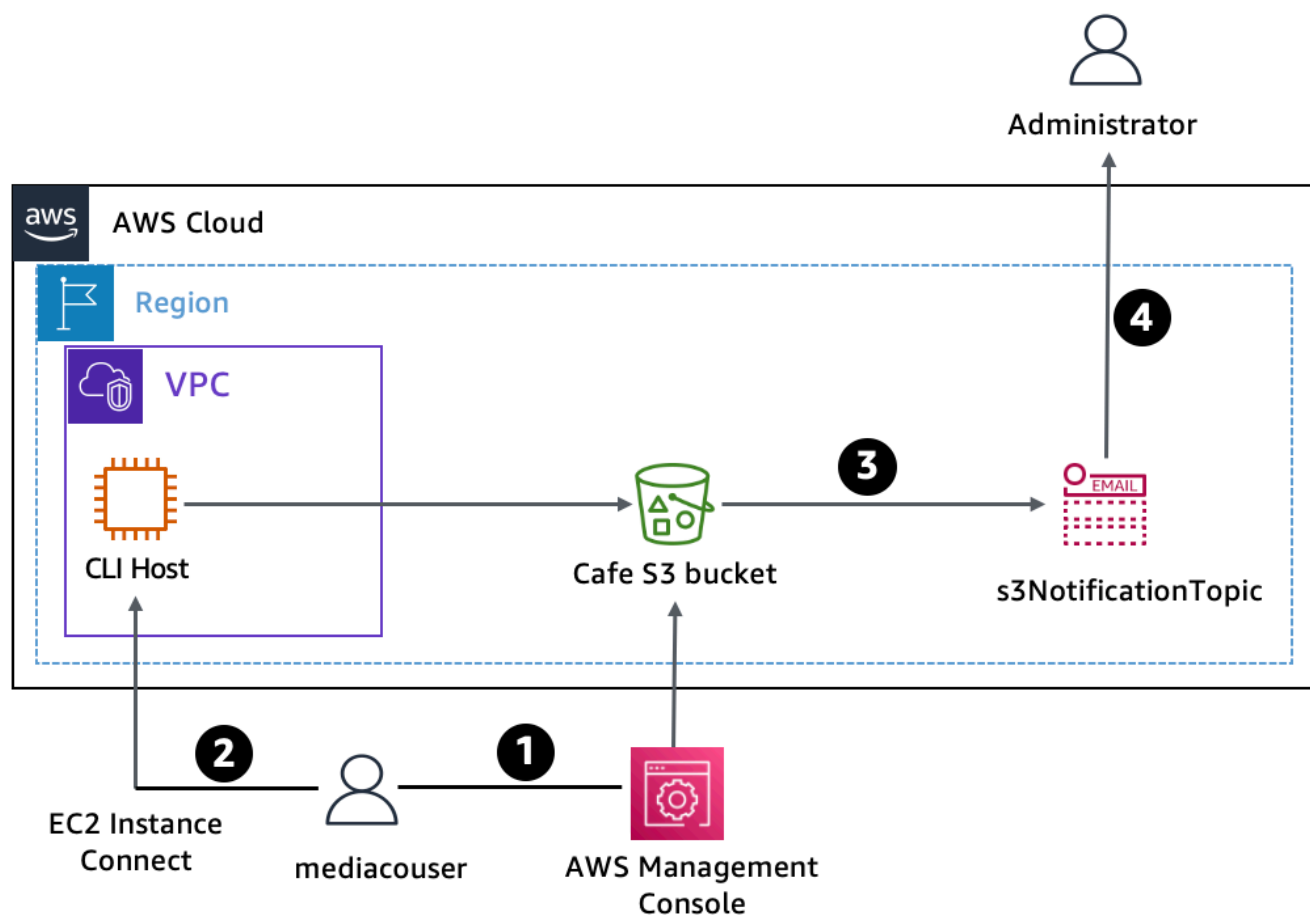 Administrator
aws
AWS Cloud
Region
4
VPC
3
EMAIL
CLI Host
Cafe S3 bucket
s3NotificationTopic
2
1
EC2 Instance
Connect
mediacouser
AWS Management
Console